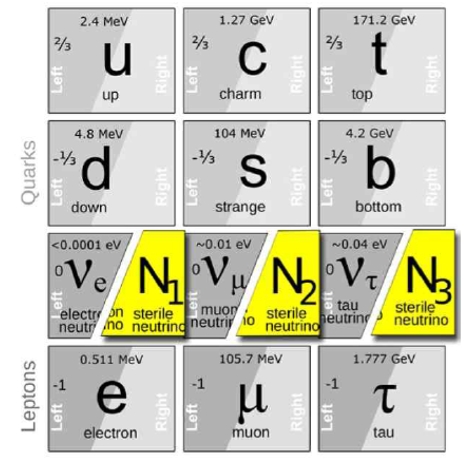 2.4 MeV
⅔
u
Left
Right
up
1.27 GeV
⅔
c
Left
Right
charm
171.2 GeV
⅔
t
Left
Right
top
Quarks
4.8 MeV
-⅓
d
Left
Right
down
104 MeV
-⅓
s
Left
Right
strange
4.2 GeV
-⅓
b
Left
Right
bottom
<0.0001 eV
0
νe
Left
electron
neutrino
N1
sterile
neutrino
~0.01 eV
0
νμ
Left
muon
neutrino
N2
sterile
neutrino
~0.04 eV
0
ντ
Left
tau
neutrino
N3
sterile
neutrino
Leptons
0.511 MeV
-1
e
Left
Right
electron
105.7 MeV
-1
μ
Left
Right
muon
1.777 GeV
-1
τ
Left
Right
tau